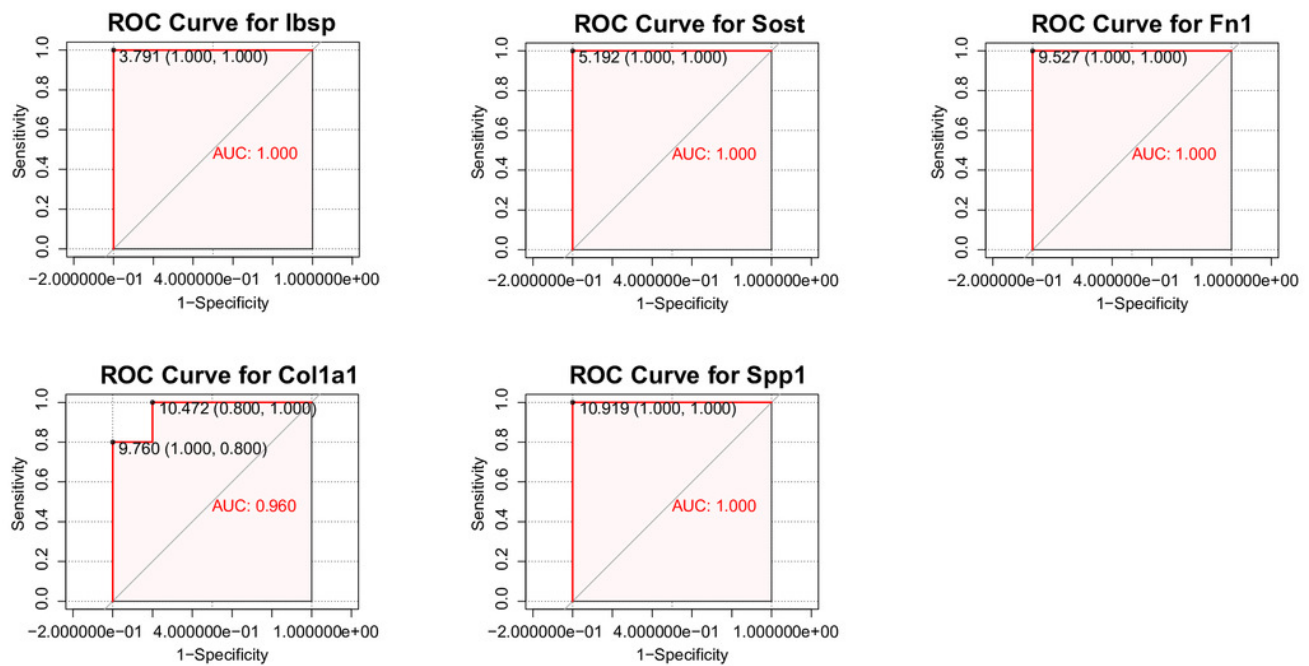 ROC Curve for Ibsp
1.0
0.8
0.6
0.4
0.2
0.0
Sensitivity
3.791 (1.000, 1.000)
AUC: 1.000
−2.000000e−01 4.000000e−01 1.000000e+00
1−Specificity
ROC Curve for Sost
1.0
0.8
0.6
0.4
0.2
0.0
Sensitivity
5.192 (1.000, 1.000)
AUC: 1.000
−2.000000e−01 4.000000e−01 1.000000e+00
1−Specificity
ROC Curve for Fn1
1.0
0.8
0.6
0.4
0.2
0.0
Sensitivity
9.527 (1.000, 1.000)
AUC: 1.000
−2.000000e−01 4.000000e−01 1.000000e+00
1−Specificity
ROC Curve for Col1a1
1.0
0.8
0.6
0.4
0.2
0.0
Sensitivity
10.472 (0.800, 1.000)
9.760 (1.000, 0.800)
AUC: 0.960
−2.000000e−01 4.000000e−01 1.000000e+00
1−Specificity
ROC Curve for Spp1
1.0
0.8
0.6
0.4
0.2
0.0
Sensitivity
10.919 (1.000, 1.000)
AUC: 1.000
−2.000000e−01 4.000000e−01 1.000000e+00
1−Specificity